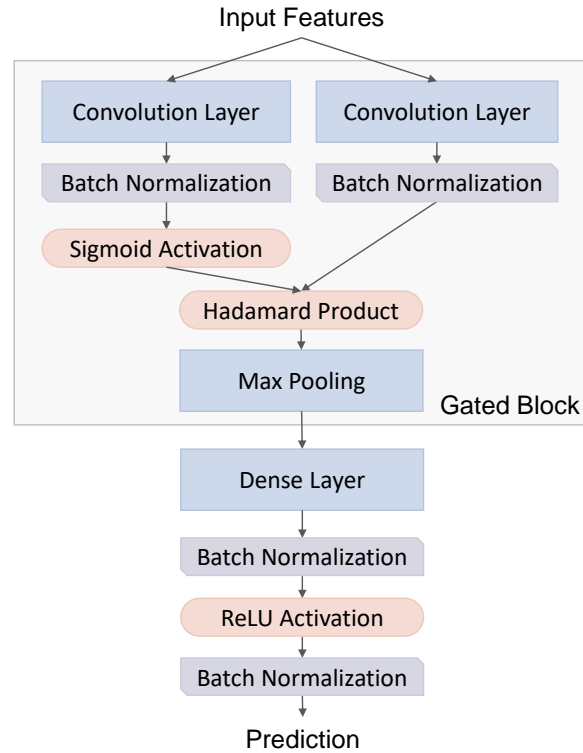 Input Features
Convolution Layer
Convolution Layer
Batch Normalization
Batch Normalization
Sigmoid Activation
Hadamard Product
Max Pooling
Gated Block
Dense Layer
Batch Normalization
ReLU Activation
Batch Normalization
Prediction